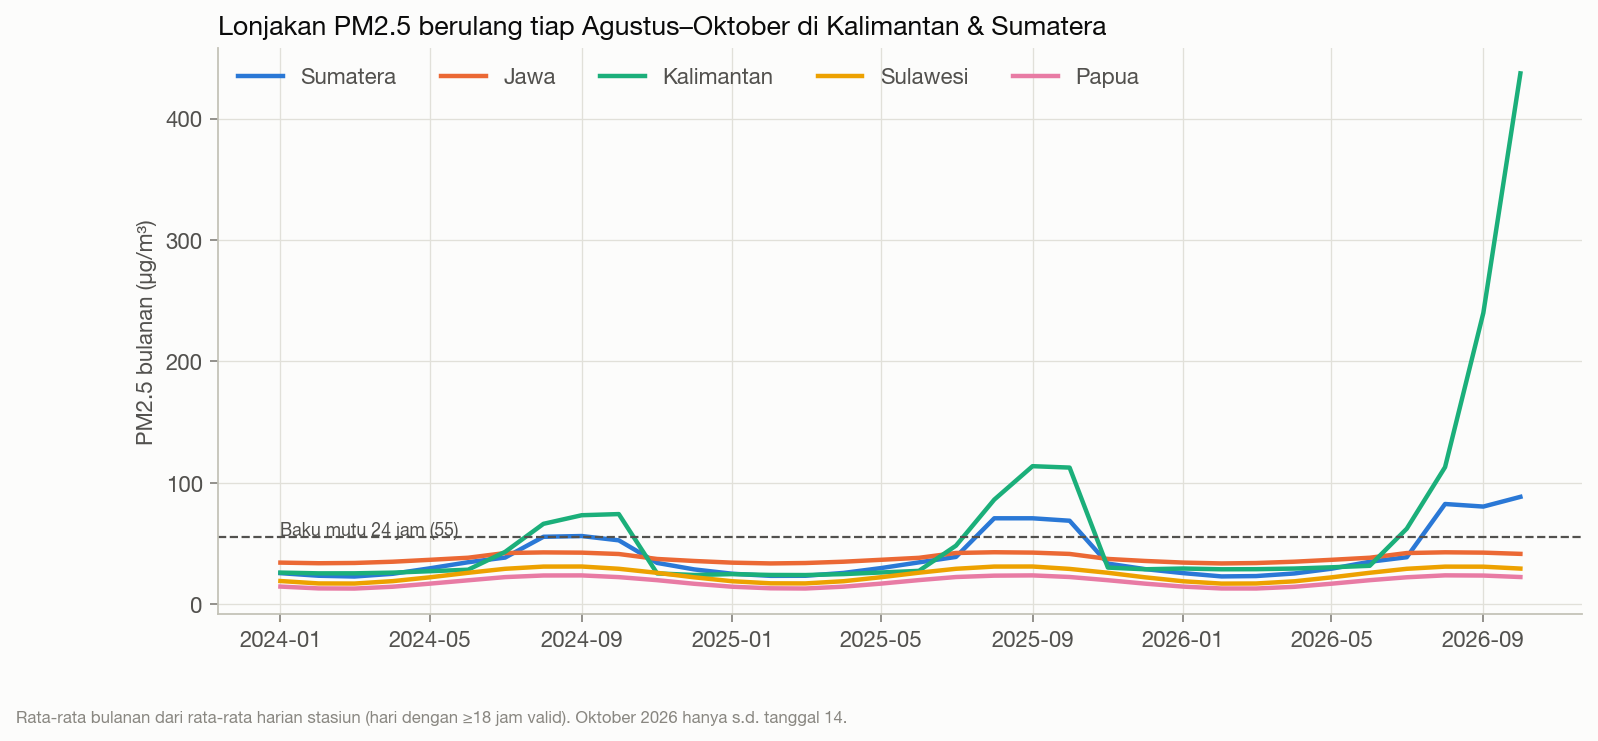 Lonjakan PM2.5 berulang tiap Agustus–Oktober di Kalimantan & Sumatera
Sumatera Jawa Kalimantan Sulawesi Papua
PM2.5 bulanan (µg/m³)
400
300
200
100
0
Baku mutu 24 jam (55)
2024-01 2024-05 2024-09 2025-01 2025-05 2025-09 2026-01 2026-05 2026-09
Rata-rata bulanan dari rata-rata harian stasiun (hari dengan ≥18 jam valid). Oktober 2026 hanya s.d. tanggal 14.